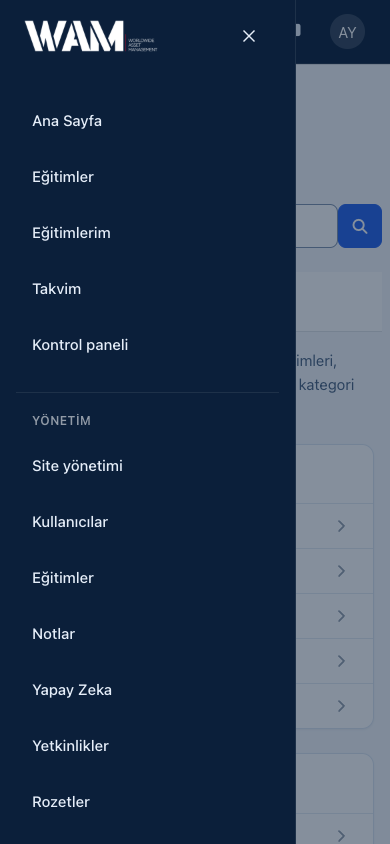 WAM
WORLDWIDE
ASSET
MANAGEMENT
AY
Ana Sayfa
Eğitimler
Eğitimlerim
Takvim
imleri,
Kontrol paneli
kategori
YÖNETİM
Site yönetimi
Kullanıcılar
Eğitimler
Notlar
Yapay Zeka
Yetkinlikler
Rozetler